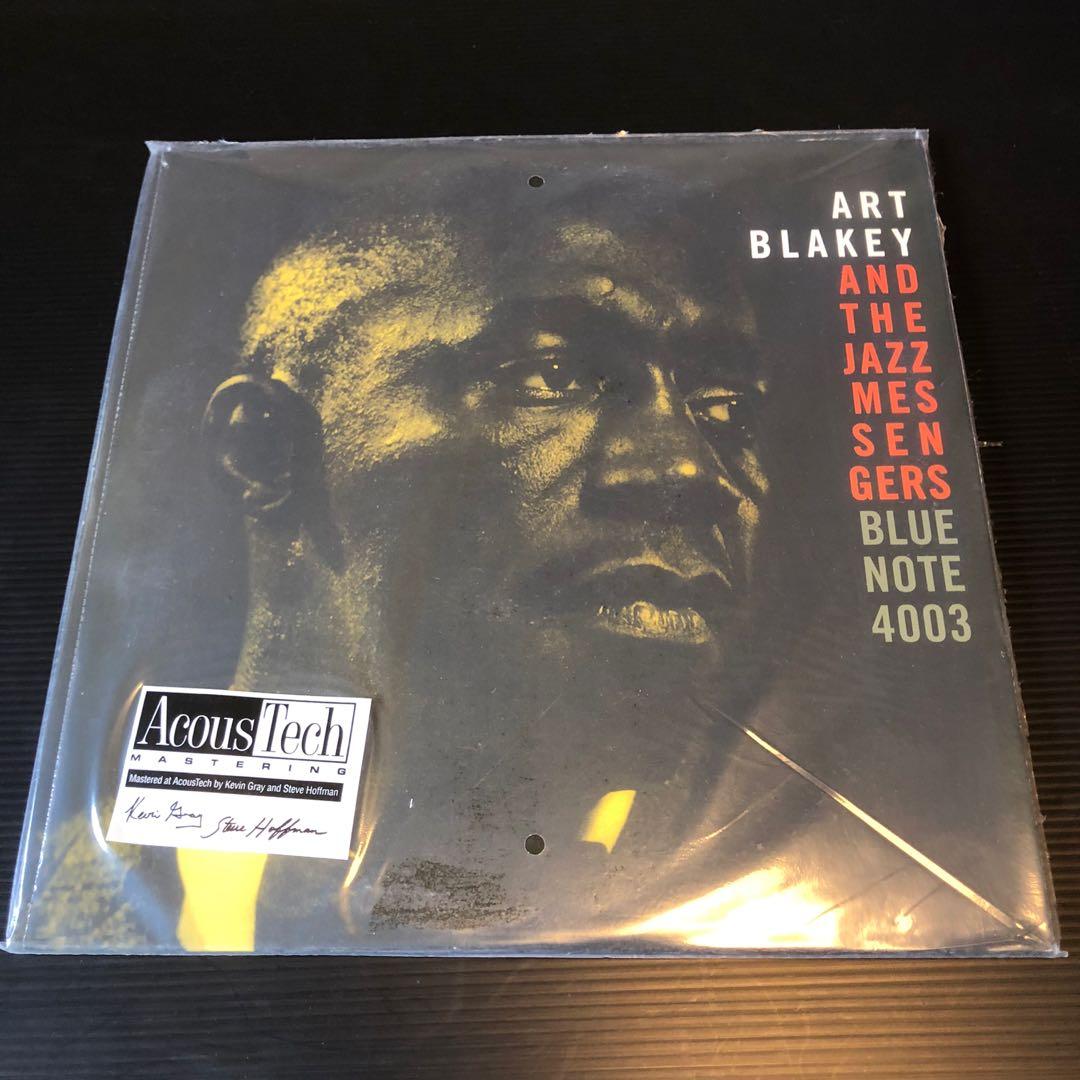 ART
BLAKEY
AND
THE
JAZZ
MES
SEN
GERS
BLUE
NOTE
4003
AcousTech
MASTERING
Mastered at AcousTech by Kevin Gray and Steve Hoffman
Kevin Gray Steve Hoffman